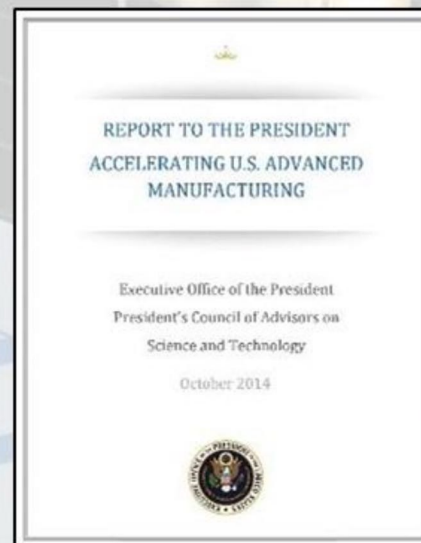 REPORT TO THE PRESIDENT
ACCELERATING U.S. ADVANCED
MANUFACTURING
Executive Office of the President
President's Council of Advisors on
Science and Technology
October 2014